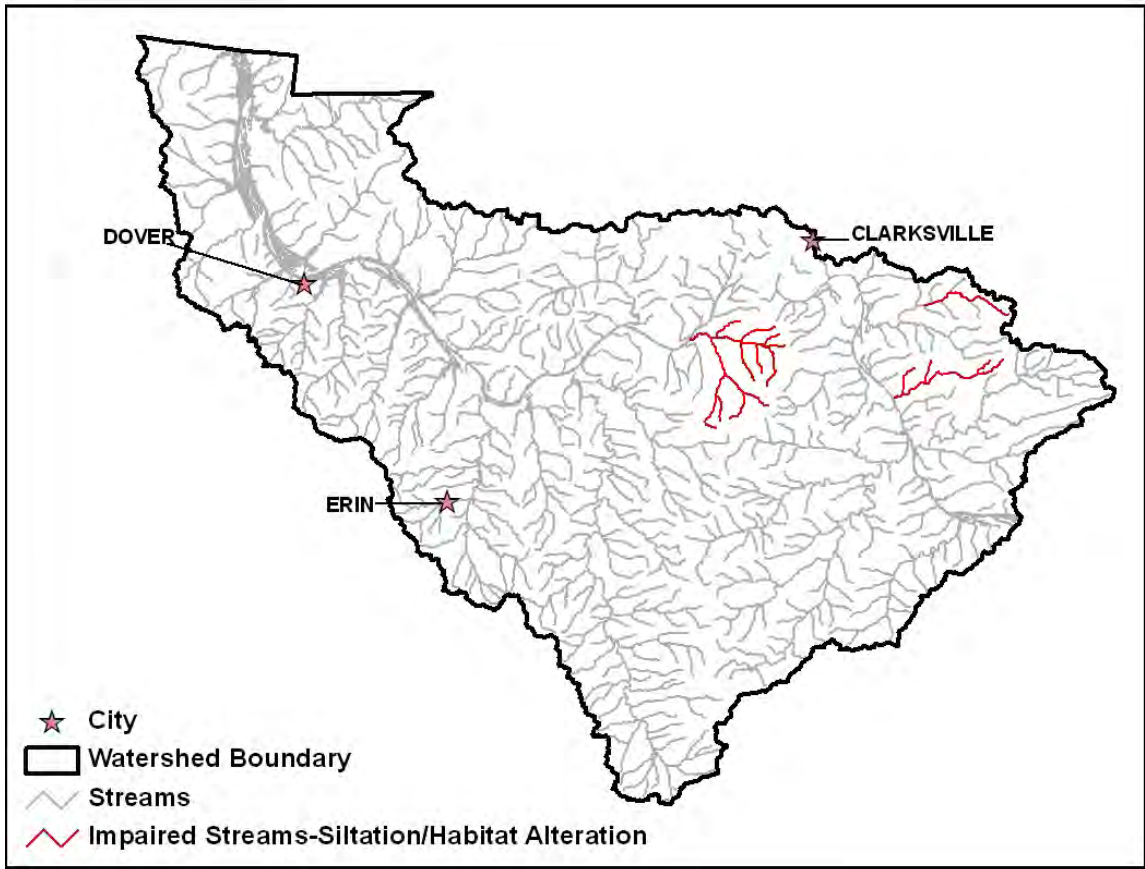 DOVER
CLARKSVILLE
ERIN
City
Watershed Boundary
Streams
Impaired Streams-Siltation/Habitat Alteration